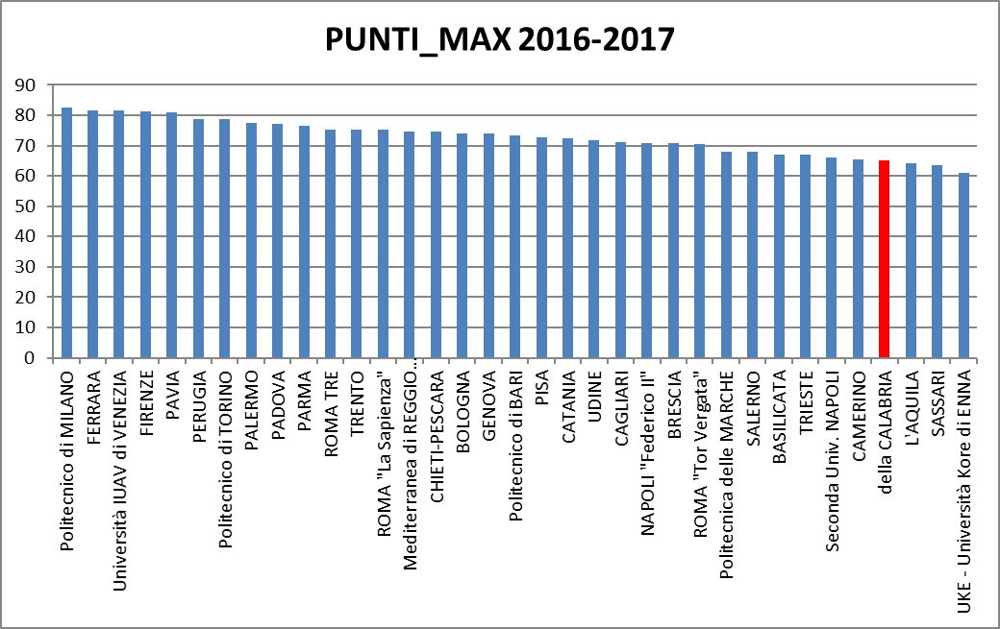 PUNTI_MAX 2016-2017
90
80
70
60
50
40
30
20
10
0
Politecnico di MILANO
FERRARA
Università IUAV di VENEZIA
FIRENZE
PAVIA
PERUGIA
Politecnico di TORINO
PALERMO
PADOVA
PARMA
ROMA TRE
TRENTO
ROMA "La Sapienza"
Mediterranea di REGGIO...
CHIETI-PESCARA
BOLOGNA
GENOVA
Politecnico di BARI
PISA
CATANIA
UDINE
CAGLIARI
NAPOLI "Federico II"
BRESCIA
ROMA "Tor Vergata"
Politecnica delle MARCHE
SALERNO
BASILICATA
TRIESTE
Seconda Univ. NAPOLI
CAMERINO
della CALABRIA
L'AQUILA
SASSARI
UKE - Università Kore di ENNA